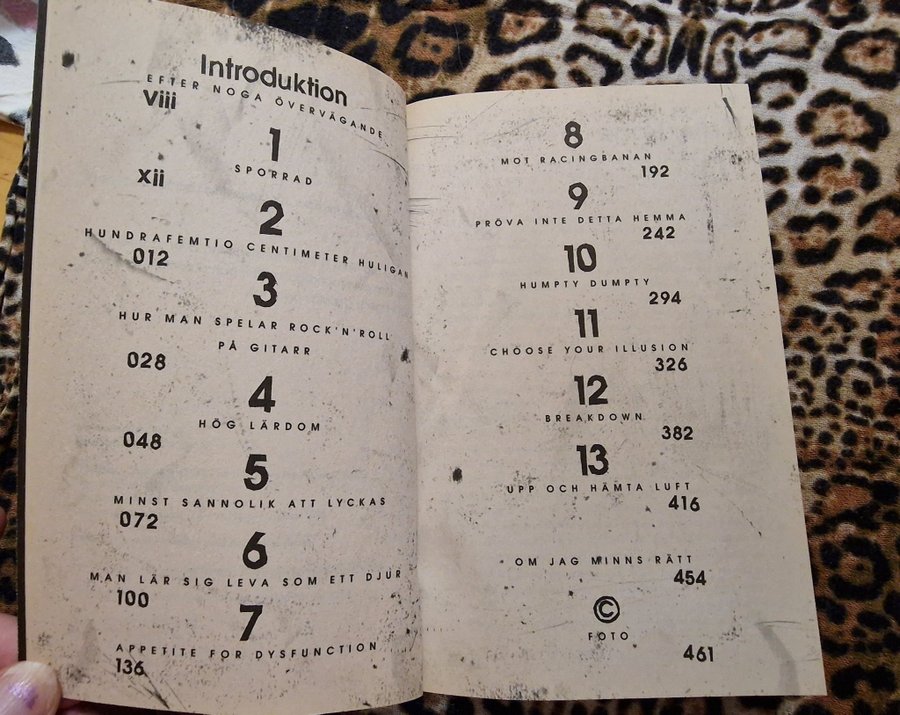 Introduktion
EFTER NOGA ÖVERVÄGANDE
Viii
1
SPORRAD
Xii
2
HUNDRAFEMTIO CENTIMETER HULIGAN
012
3
HUR MAN SPELAR ROCK'N'ROLL
PÅ GITARR
028
4
HÖG LÄRDOM
048
5
MINST SANNOLIK ATT LYCKAS
072
6
MAN LÄR SIG LEVA SOM ETT DJUR
100
7
APPETITE FOR DYSFUNCTION
136
8
MOT RACINGBANAN
192
9
PRÖVA INTE DETTA HEMMA
242
10
HUMPTY DUMPTY
294
11
CHOOSE YOUR ILLUSION
326
12
BREAKDOWN
382
13
UPP OCH HÄMTA LUFT
416
OM JAG MINNS RÄTT
454
©
FOTO
461